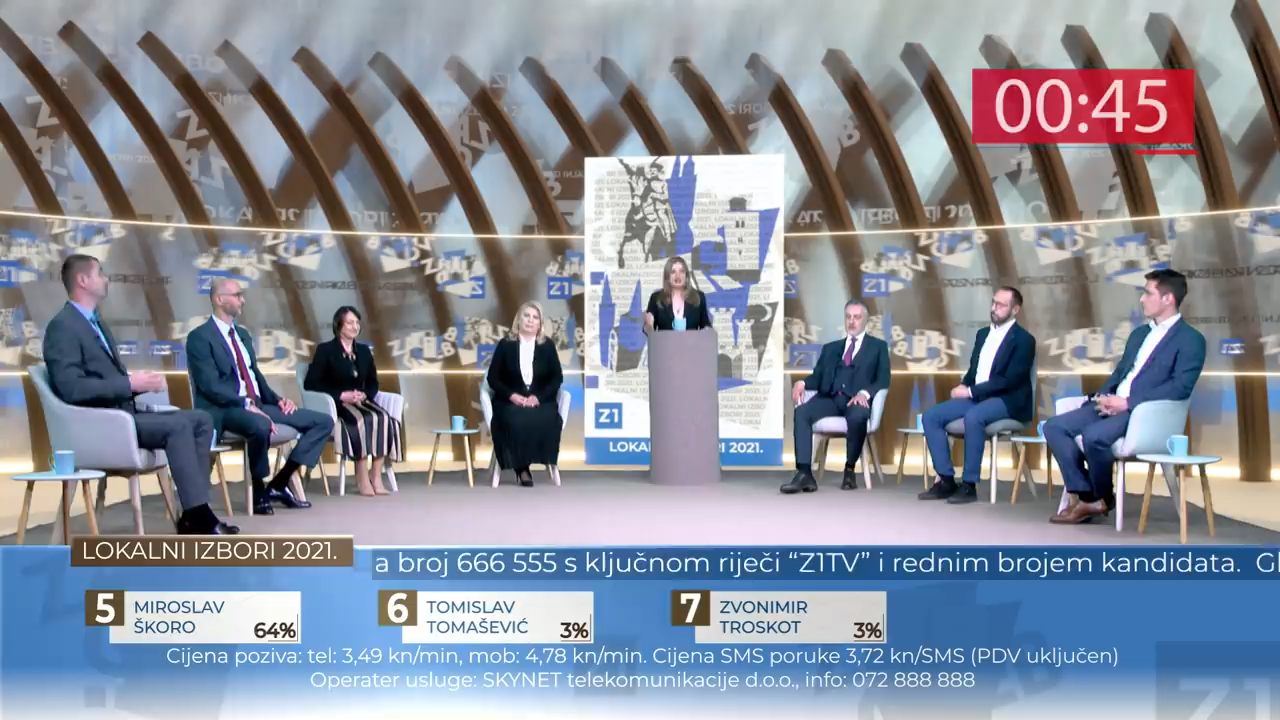 00:45
Z1
LOKALNI IZBORI 2021.
LOKALNI IZBORI 2021.
a broj 666 555 s ključnom riječi “Z1TV” i rednim brojem kandidata.
5 MIROSLAV
ŠKORO 64%
6 TOMISLAV
TOMAŠEVIĆ 3%
7 ZVONIMIR
TROSKOT 3%
Cijena poziva: tel: 3,49 kn/min, mob: 4,78 kn/min. Cijena SMS poruke 3,72 kn/SMS (PDV uključen)
Operater usluge: SKYNET telekomunikacije d.o.o., info: 072 888 888